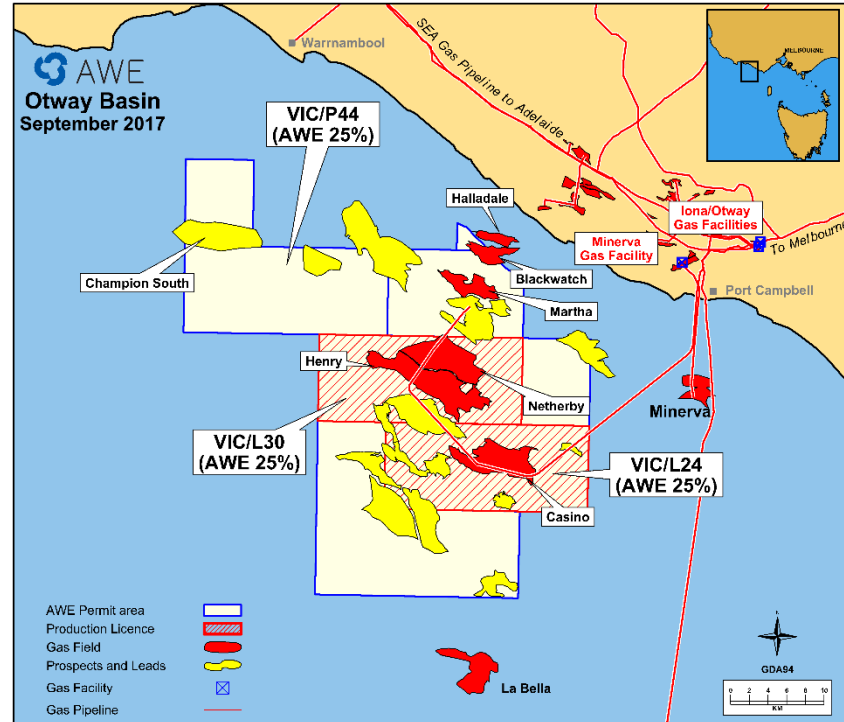 AWE
Otway Basin
September 2017
Warrnambool
SEA Gas Pipeline to Adelaide
MELBOURNE
VIC/P44
(AWE 25%)
Halladale
Iona/Otway
Gas Facilities
Minerva
Gas Facility
To Melbourne
Champion South
Blackwatch
Port Campbell
Martha
Henry
Netherby
Minerva
VIC/L30
(AWE 25%)
VIC/L24
(AWE 25%)
Casino
AWE Permit area
Production Licence
Gas Field
Prospects and Leads
Gas Facility
Gas Pipeline
La Bella
GDA94
0 2 4 6 8 10
KM